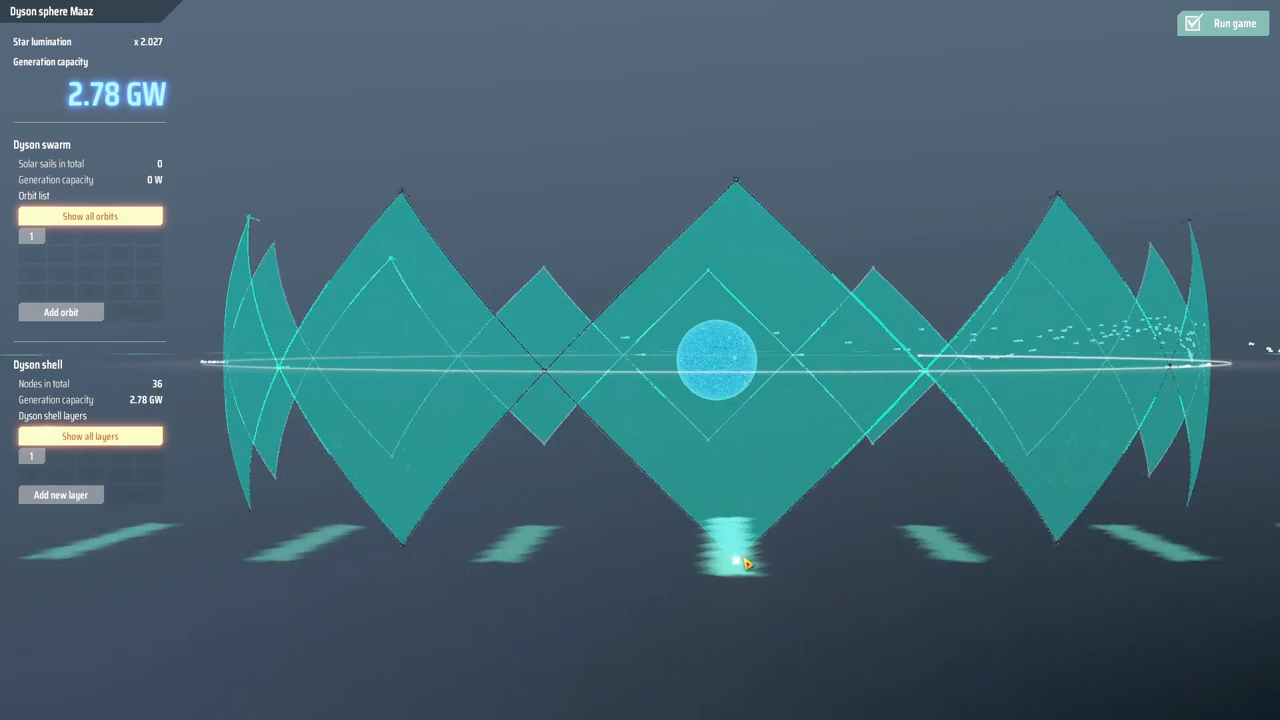 Dyson sphere Maaz
Star lumination x 2.027
Generation capacity
2.78 GW
Dyson swarm
Solar sails in total 0
Generation capacity 0 W
Orbit list
Show all orbits
1
Add orbit
Dyson shell
Nodes in total 36
Generation capacity 2.78 GW
Dyson shell layers
Show all layers
1
Add new layer
Run game